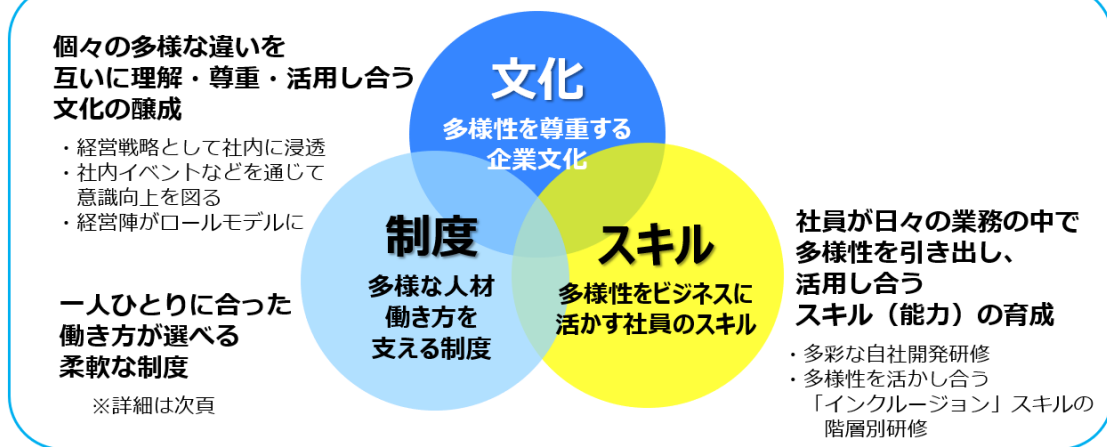 個々の多様な違いを
互いに理解・尊重・活用し合う
文化の醸成
・経営戦略として社内に浸透
・社内イベントなどを通じて
意識向上を図る
・経営陣がロールモデルに
一人ひとりに合った
働き方が選べる
柔軟な制度
※詳細は次頁
文化
多様性を尊重する
企業文化
制度
多様な人材
働き方を
支える制度
スキル
多様性をビジネスに
活かす社員のスキル
社員が日々の業務の中で
多様性を引き出し、
活用し合う
スキル（能力）の育成
・多彩な自社開発研修
・多様性を活かし合う
「インクルージョン」スキルの
階層別研修